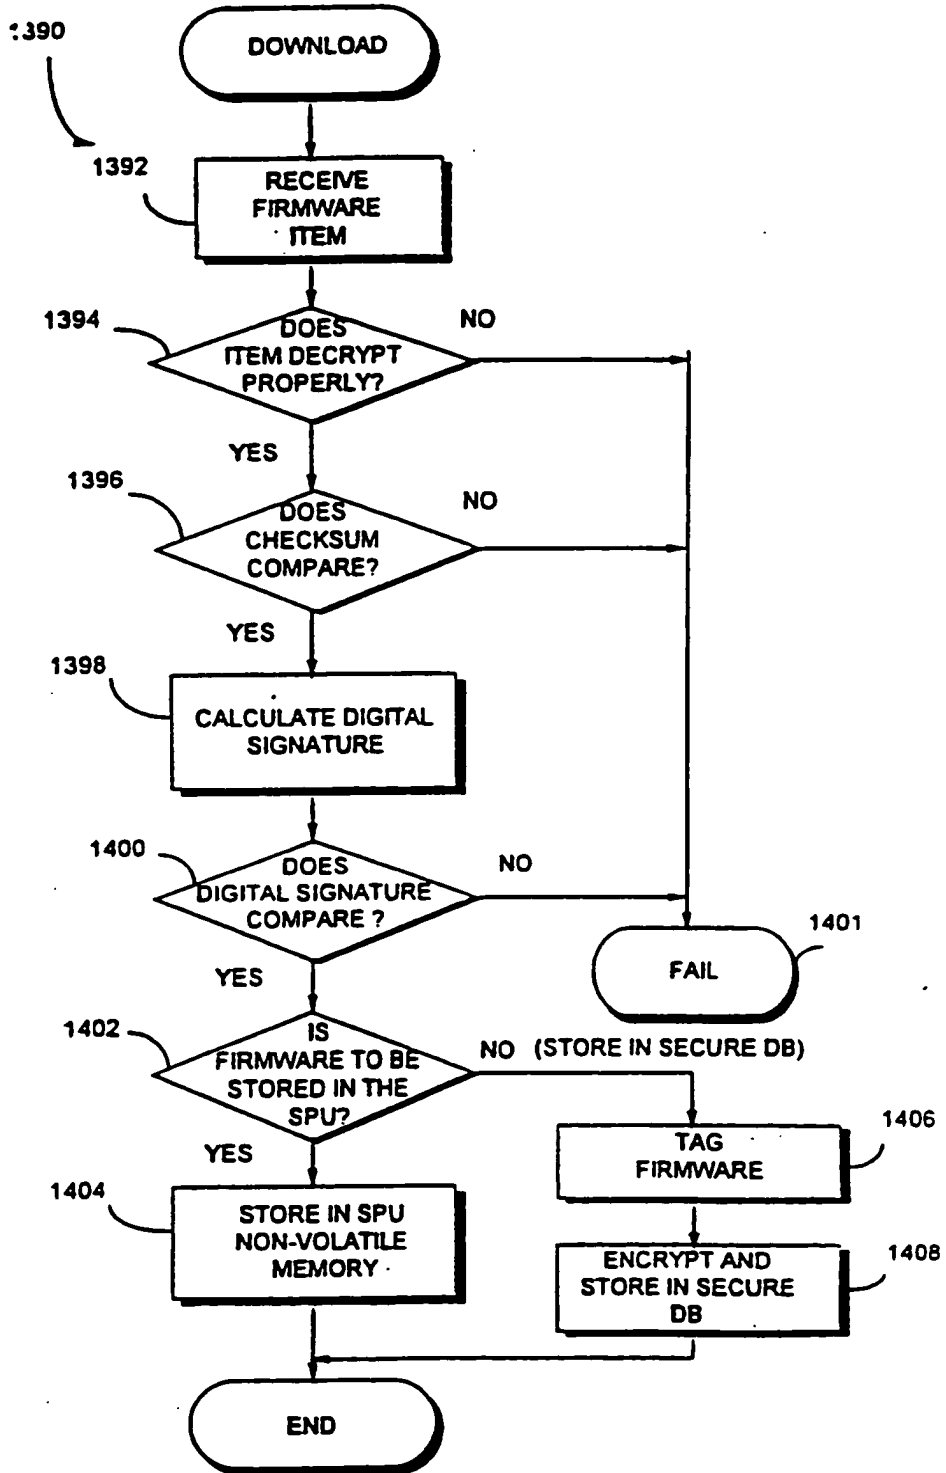 1390
DOWNLOAD
1392
RECEIVE
FIRMWARE
ITEM
1394
DOES
ITEM DECRYPT
PROPERLY?
NO
YES
1396
DOES
CHECKSUM
COMPARE?
NO
YES
1398
CALCULATE DIGITAL
SIGNATURE
1400
DOES
DIGITAL SIGNATURE
COMPARE ?
NO
1401
FAIL
YES
1402
IS
FIRMWARE TO BE
STORED IN THE
SPU?
NO (STORE IN SECURE DB)
1406
TAG
FIRMWARE
YES
1404
STORE IN SPU
NON-VOLATILE
MEMORY
1408
ENCRYPT AND
STORE IN SECURE
DB
END